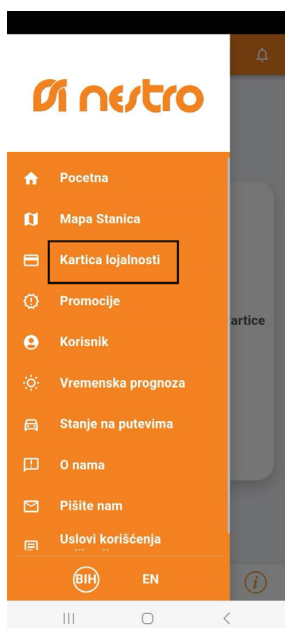 nestro
Pocetna
Mapa Stanica
Kartica lojalnosti
Promocije
artice
Korisnik
Vremenska prognoza
Stanje na putevima
O nama
Pišite nam
Uslovi korišćenja
BIH EN
i